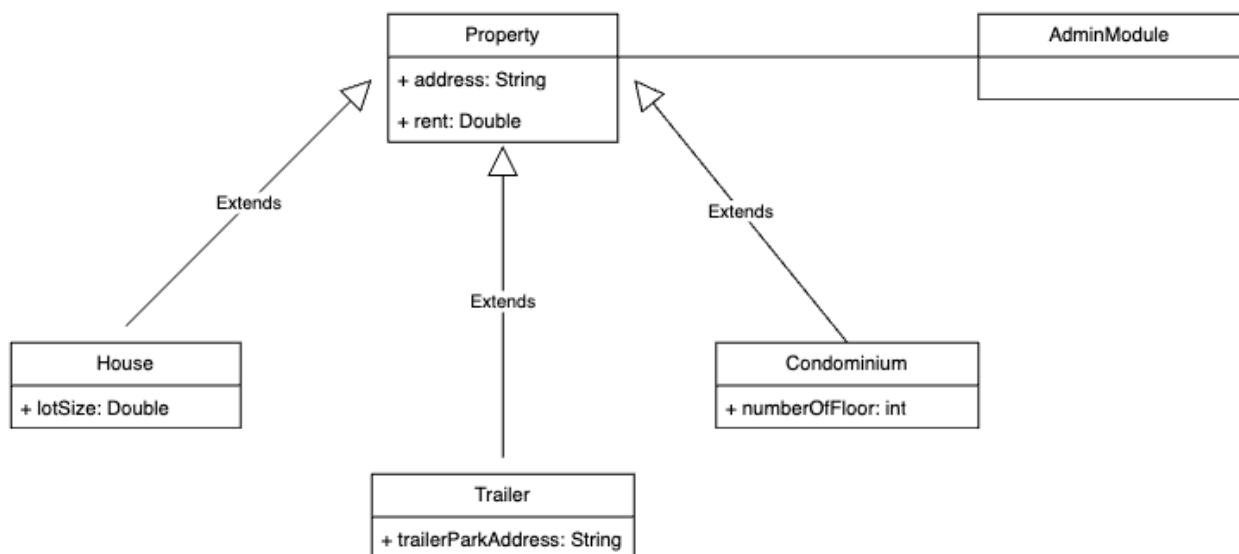 Property
AdminModule
+ address: String
+ rent: Double
Extends
Extends
Extends
House
+ lotSize: Double
Condominium
+ numberOfFloor: int
Trailer
+ trailerParkAddress: String